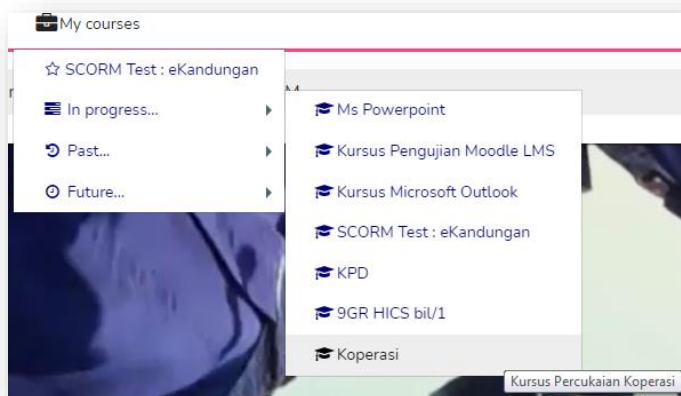 My courses
SCORM Test : eKandungan
In progress...
Past...
Future...
Ms Powerpoint
Kursus Pengujian Moodle LMS
Kursus Microsoft Outlook
SCORM Test : eKandungan
KPD
9GR HICS bil/1
Koperasi
Kursus Percukaian Koperasi